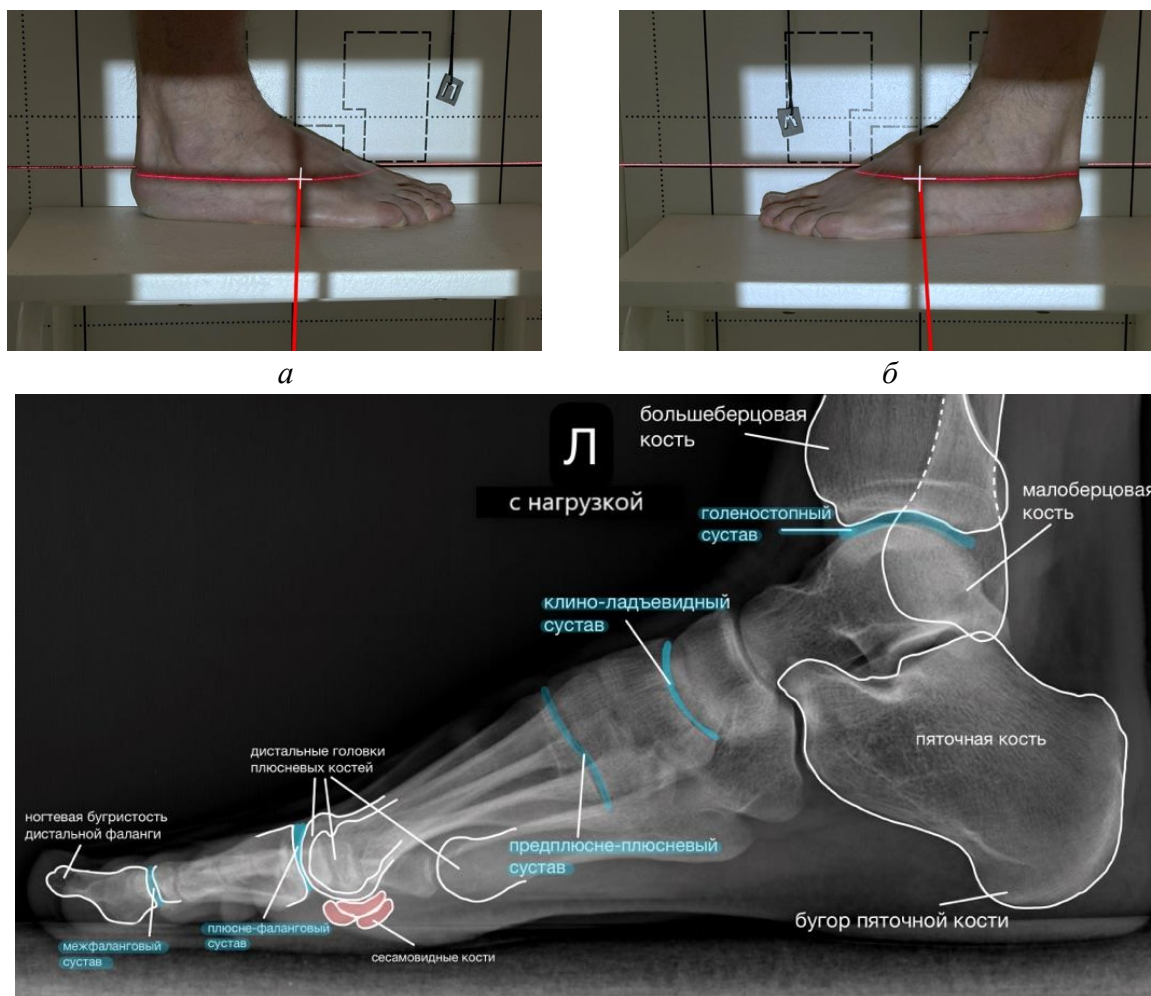 а
б
Л
с нагрузкой
большеберцовая
кость
малоберцовая
кость
голеностопный
сустав
клино-ладъевидный
сустав
дистальные головки
плюсневых костей
пяточная кость
ногтевая бугристость
дистальной фаланги
предплюсне-плюсневый
сустав
бугор пяточной кости
плюсне-фаланговый
сустав
межфаланговый
сустав
сесамовидные кости